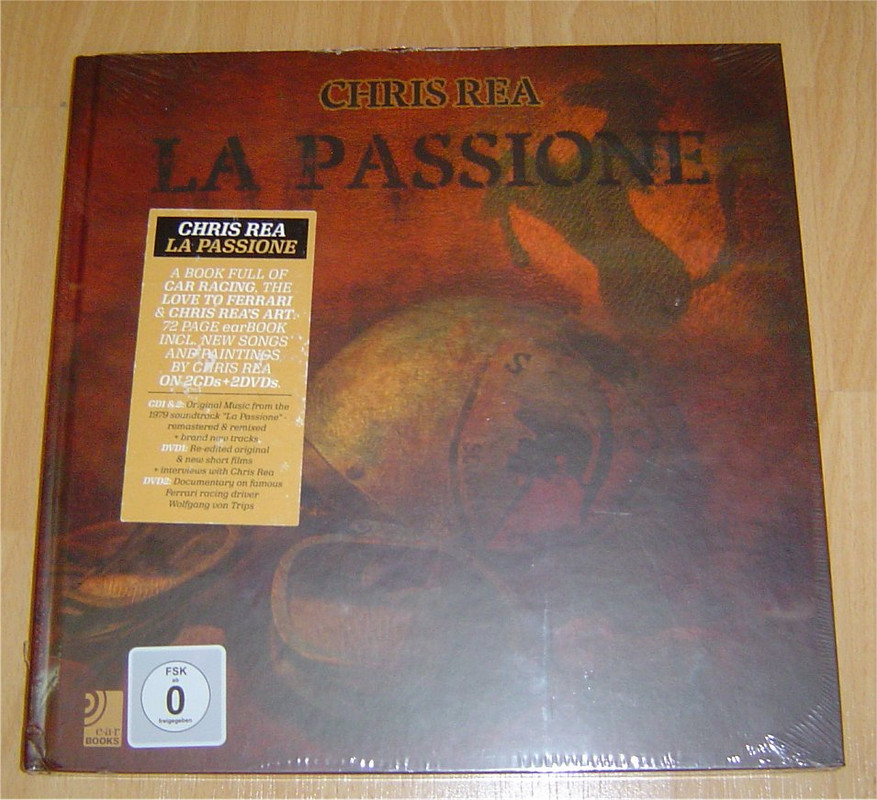 CHRIS REA
LA PASSIONE
CHRIS REA
LA PASSIONE
A BOOK FULL OF
CAR RACING, THE
LOVE TO FERRARI
& CHRIS REA'S ART:
72 PAGE earBOOK
INCL. NEW SONGS
AND PAINTINGS
BY CHRIS REA
ON 2CDs+2DVDs.
CD1 & 2: Original Music from the
1979 soundtrack "La Passione" -
remastered & remixed
+ brand new tracks
DVD1: Re-edited original
& new short films
+ interviews with Chris Rea
DVD2: Documentary on famous
Ferrari racing driver
Wolfgang von Trips
S
FSK
ab
0
freigegeben
ear
BOOKS